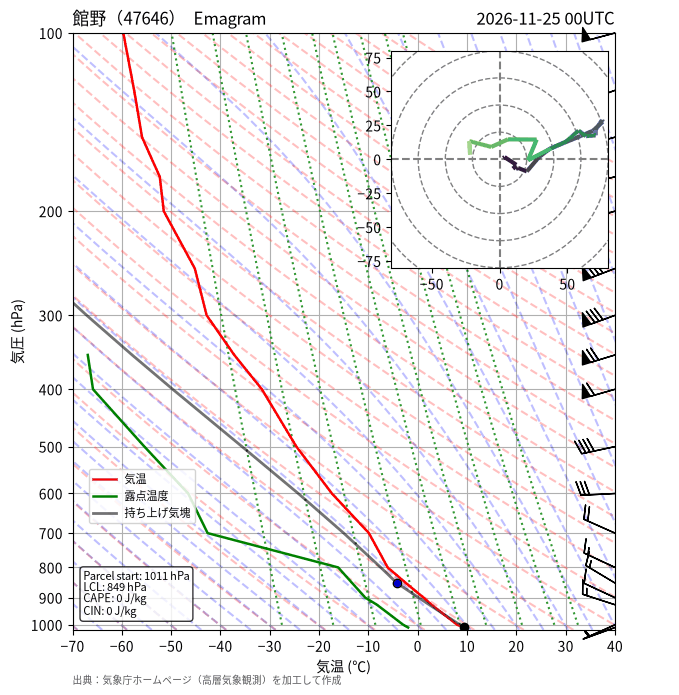 館野（47646） Emagram
2026-11-25 00UTC
100
200
300
400
500
600
700
800
900
1000
気圧 (hPa)
75
50
25
0
−25
−50
−75
−50
0
50
気温
露点温度
持ち上げ気塊
Parcel start: 1011 hPa
LCL: 849 hPa
CAPE: 0 J/kg
CIN: 0 J/kg
−70
−60
−50
−40
−30
−20
−10
0
10
20
30
40
気温 (°C)
出典：気象庁ホームページ（高層気象観測）を加工して作成